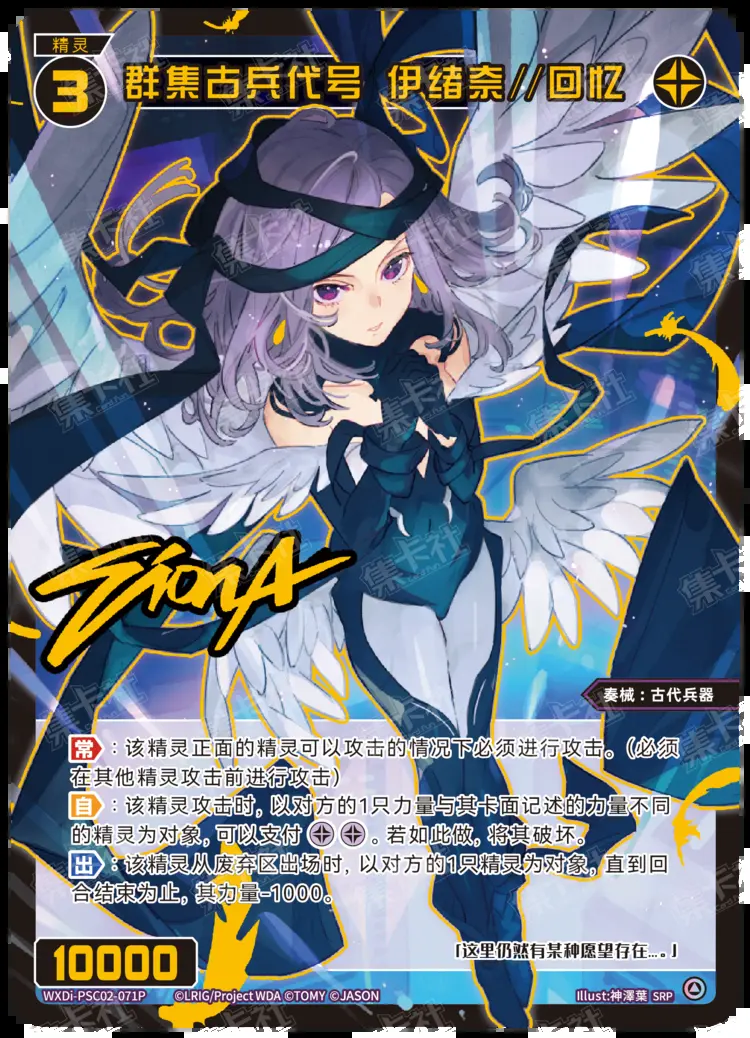 精灵
3 群集古兵代号 伊绪奈//回忆
EionA
奏械：古代兵器
常：该精灵正面的精灵可以攻击的情况下必须进行攻击。（必须
在其他精灵攻击前进行攻击）
自：该精灵攻击时，以对方的1只力量与其卡面记述的力量不同
的精灵为对象，可以支付。若如此做，将其破坏。
出：该精灵从废弃区出场时，以对方的1只精灵为对象，直到回
合结束为止，其力量-1000。
10000
「这里仍然有某种愿望存在…。」
WXDi-PSC02-071P ©LRIG/Project WDA ©TOMY ©JASON Illust:神澤葉 SRP
集卡社